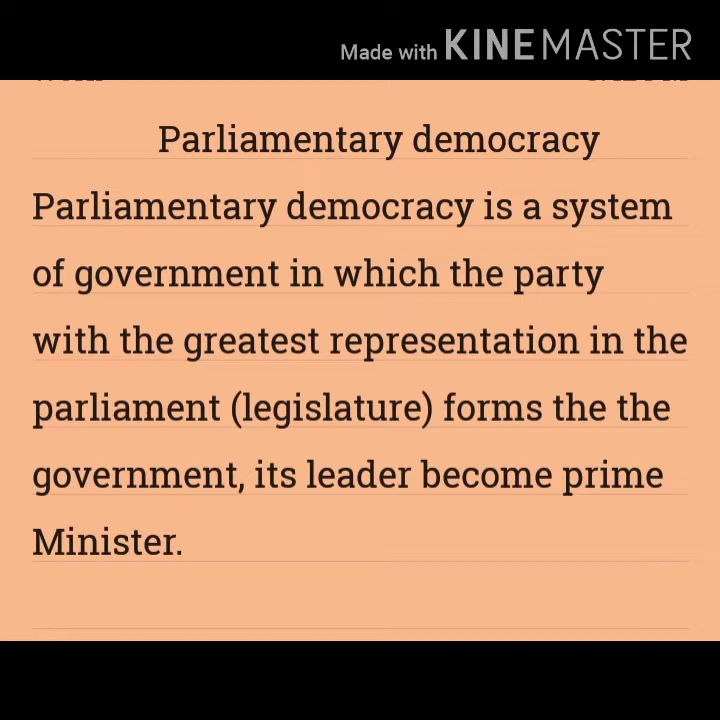 Made with KINEMASTER
Parliamentary democracy
Parliamentary democracy is a system
of government in which the party
with the greatest representation in the
parliament (legislature) forms the the
government, its leader become prime
Minister.